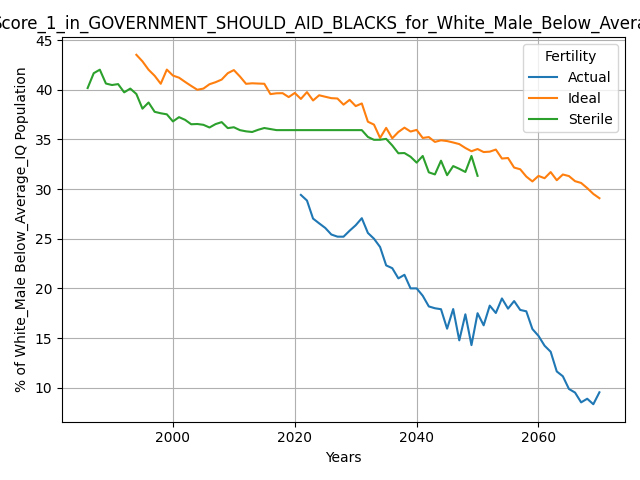 core_1_in_GOVERNMENT_SHOULD_AID_BLACKS_for_White_Male_Below_Avera
Fertility
Actual
Ideal
Sterile
% of White_Male Below_Average_IQ Population
45
40
35
30
25
20
15
10
2000
2020
2040
2060
Years